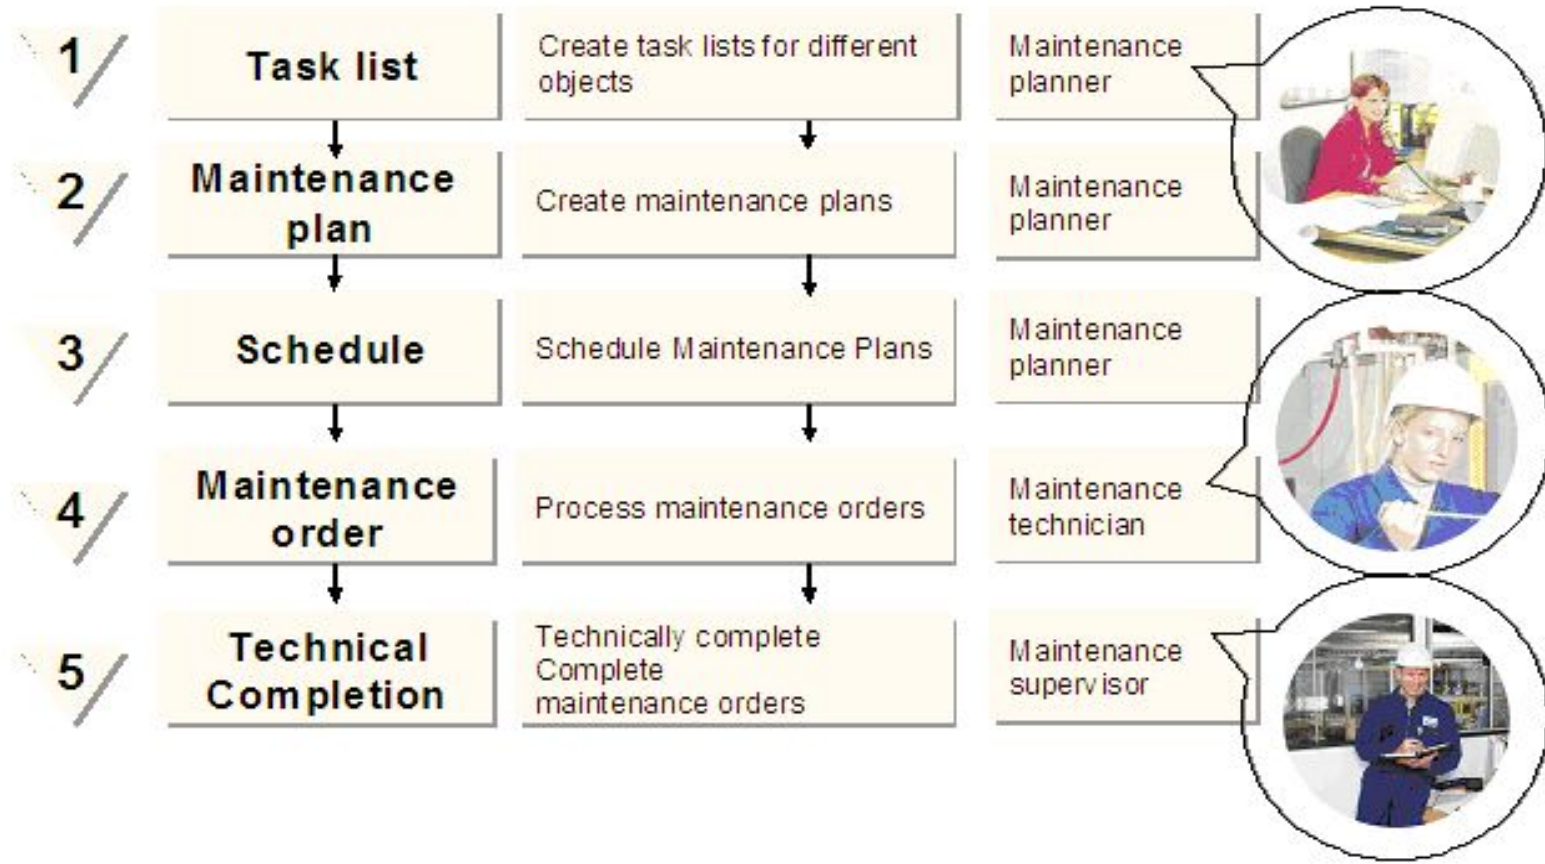 1
Task list
Create task lists for different
objects
Maintenance
planner
2
Maintenance
plan
Create maintenance plans
Maintenance
planner
3
Schedule
Schedule Maintenance Plans
Maintenance
planner
4
Maintenance
order
Process maintenance orders
Maintenance
technician
5
Technical
Completion
Technically complete
Complete
maintenance orders
Maintenance
supervisor